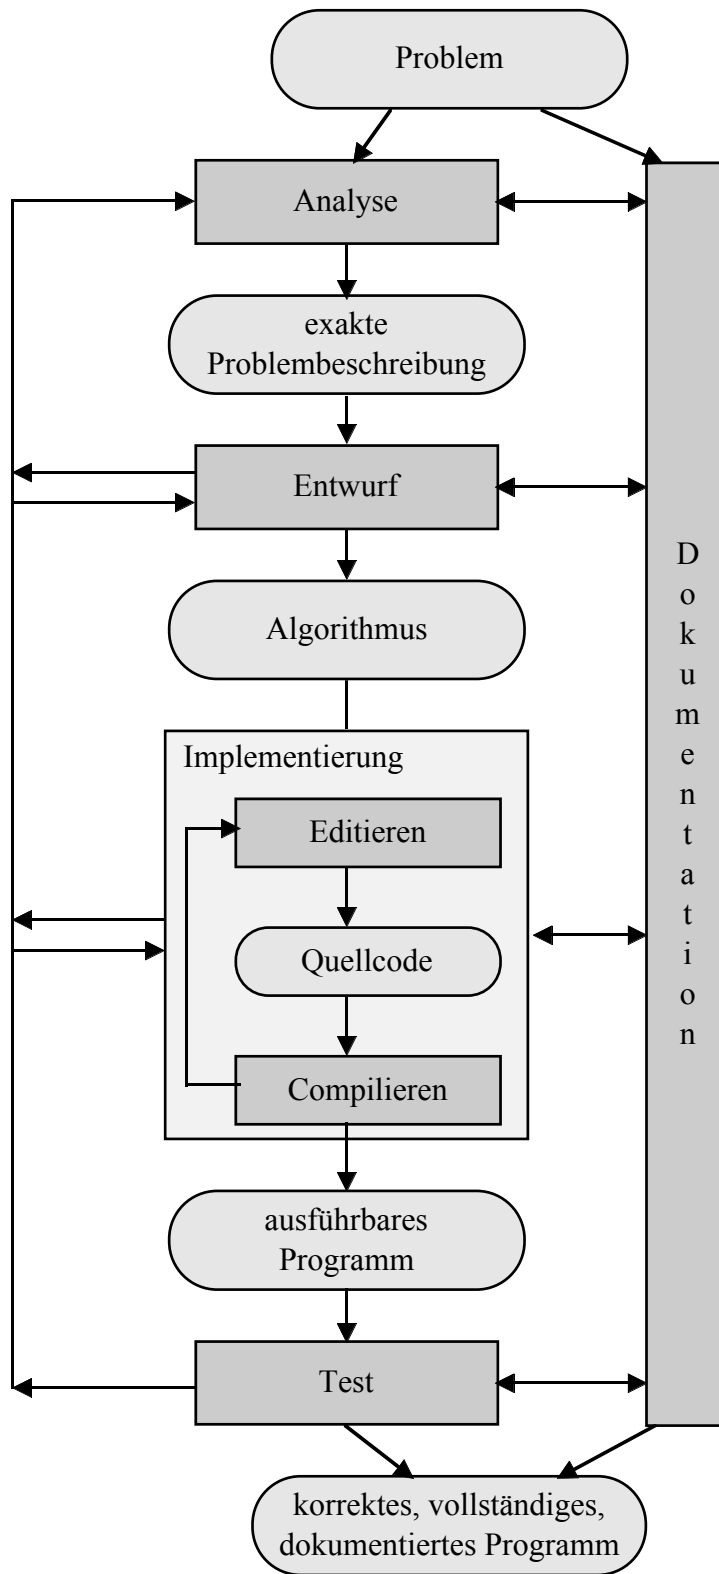 Problem
Analyse
exakte
Problembeschreibung
Entwurf
Algorithmus
Implementierung
Editieren
Quellcode
Compilieren
ausführbares
Programm
Test
korrektes, vollständiges,
dokumentiertes Programm
D
o
k
u
m
e
n
t
a
t
i
o
n